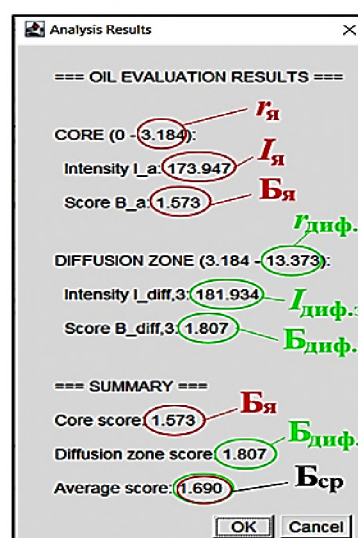 Analysis Results
=== OIL EVALUATION RESULTS ===
rя
CORE (0 - 3.184):
Iя
Intensity I_a: 173.947
Бя
Score B_a: 1.573
rдиф.
DIFFUSION ZONE (3.184 - 13.373):
Intensity I_diff,3: 181.934
Iдиф.
Score B_diff,3: 1.807
Бдиф.
=== SUMMARY ===
Бя
Core score: 1.573
Бдиф.
Diffusion zone score: 1.807
Бср
Average score: 1.690
OK Cancel